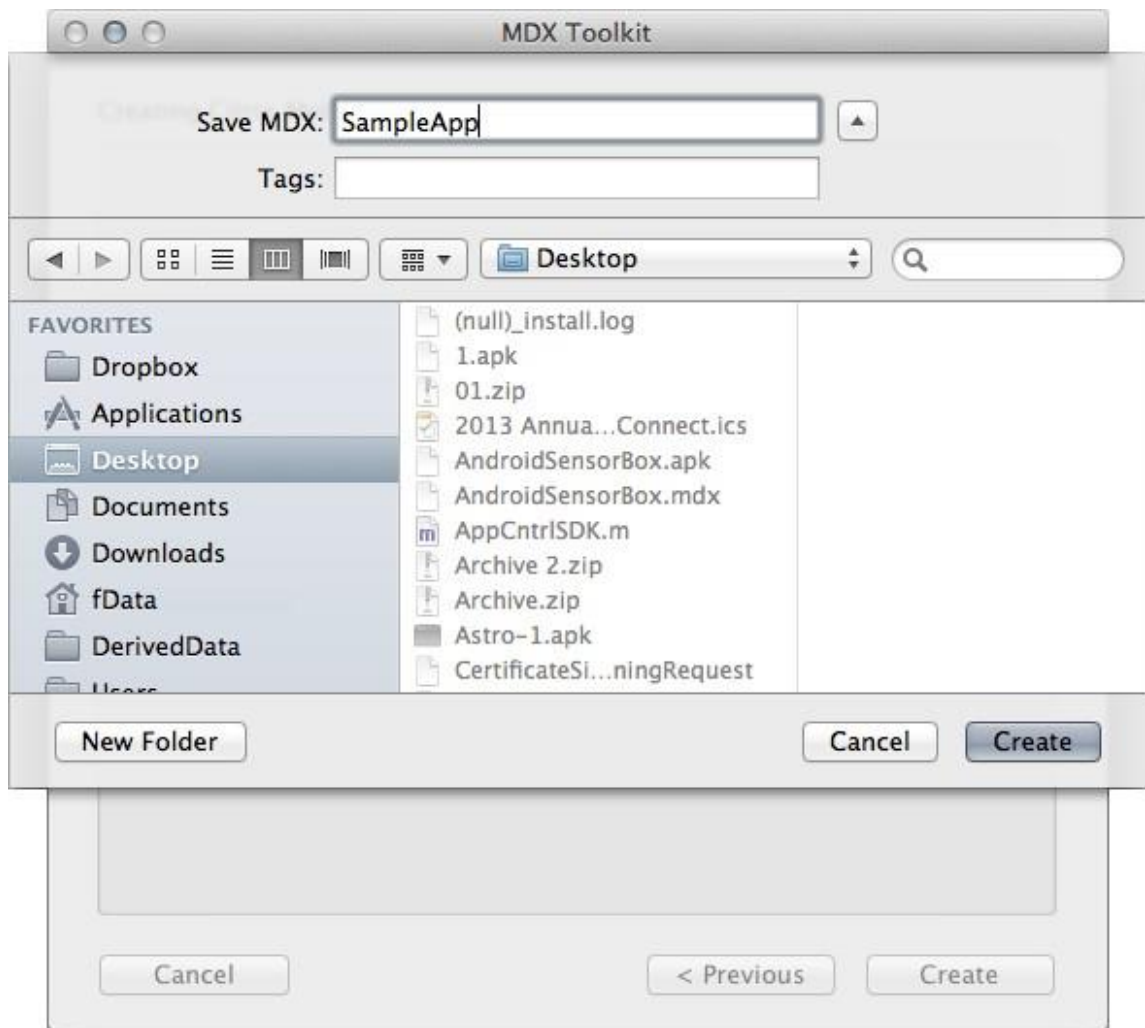 MDX Toolkit
Save MDX: SampleApp
Tags:
Desktop
FAVORITES
Dropbox
Applications
Desktop
Documents
Downloads
fData
DerivedData
Users
(null)_install.log
1.apk
01.zip
2013 Annua...Connect.ics
AndroidSensorBox.apk
AndroidSensorBox.mdx
AppCntrlSDK.m
Archive 2.zip
Archive.zip
Astro-1.apk
CertificateSi...ningRequest
New Folder
Cancel
Create
Cancel
< Previous
Create